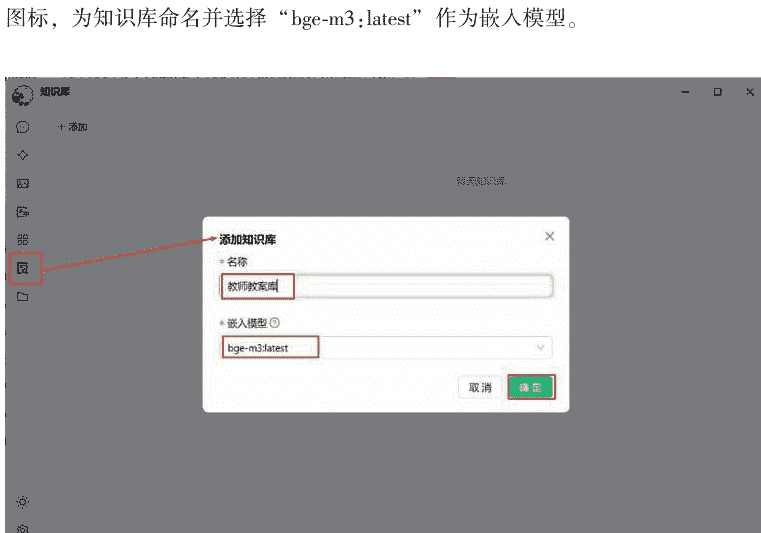 图标，为知识库命名并选择“bge-m3:latest”作为嵌入模型。
知识库
+ 添加
添加知识库
* 名称
教师教案库
* 嵌入模型
bge-m3:latest
取 消
确 定